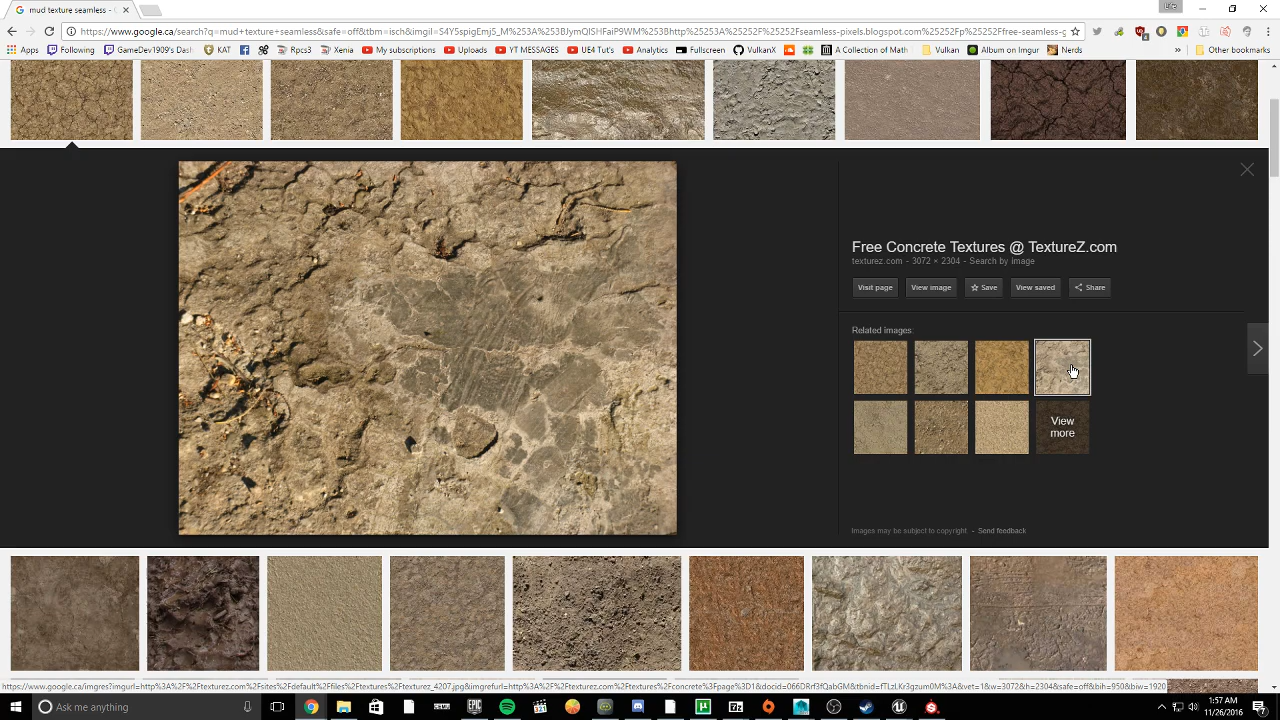 mud texture seamless - G
https://www.google.ca/search?q=mud+texture+seamless&safe=off&tbm=isch&imgil=S4Y5spigtTrj5_M%253A%253BJymQISHFaiP9WM%253Bhttp%25253A%25252F%25252Fseamless-pixels.blogspot.com%25252Fp%25252Ffree-seamless-g
Apps Following GameDev1909's Dash KAT GTP Xenia Rpcs3 My subscriptions Uploads YT MESSAGES UE4 Tut's Analytics Fullscreen VulkanX A Collection of Links Vulkan Album on Imgur Nerds » Other bookmarks
Free Concrete Textures @ TextureZ.com
texturez.com - 3072 × 2304 - Search by image
Visit page View image Save View saved Share
Related images:
View
more
Images may be subject to copyright. - Send feedback
Ask me anything
1:57 AM
11/26/2016